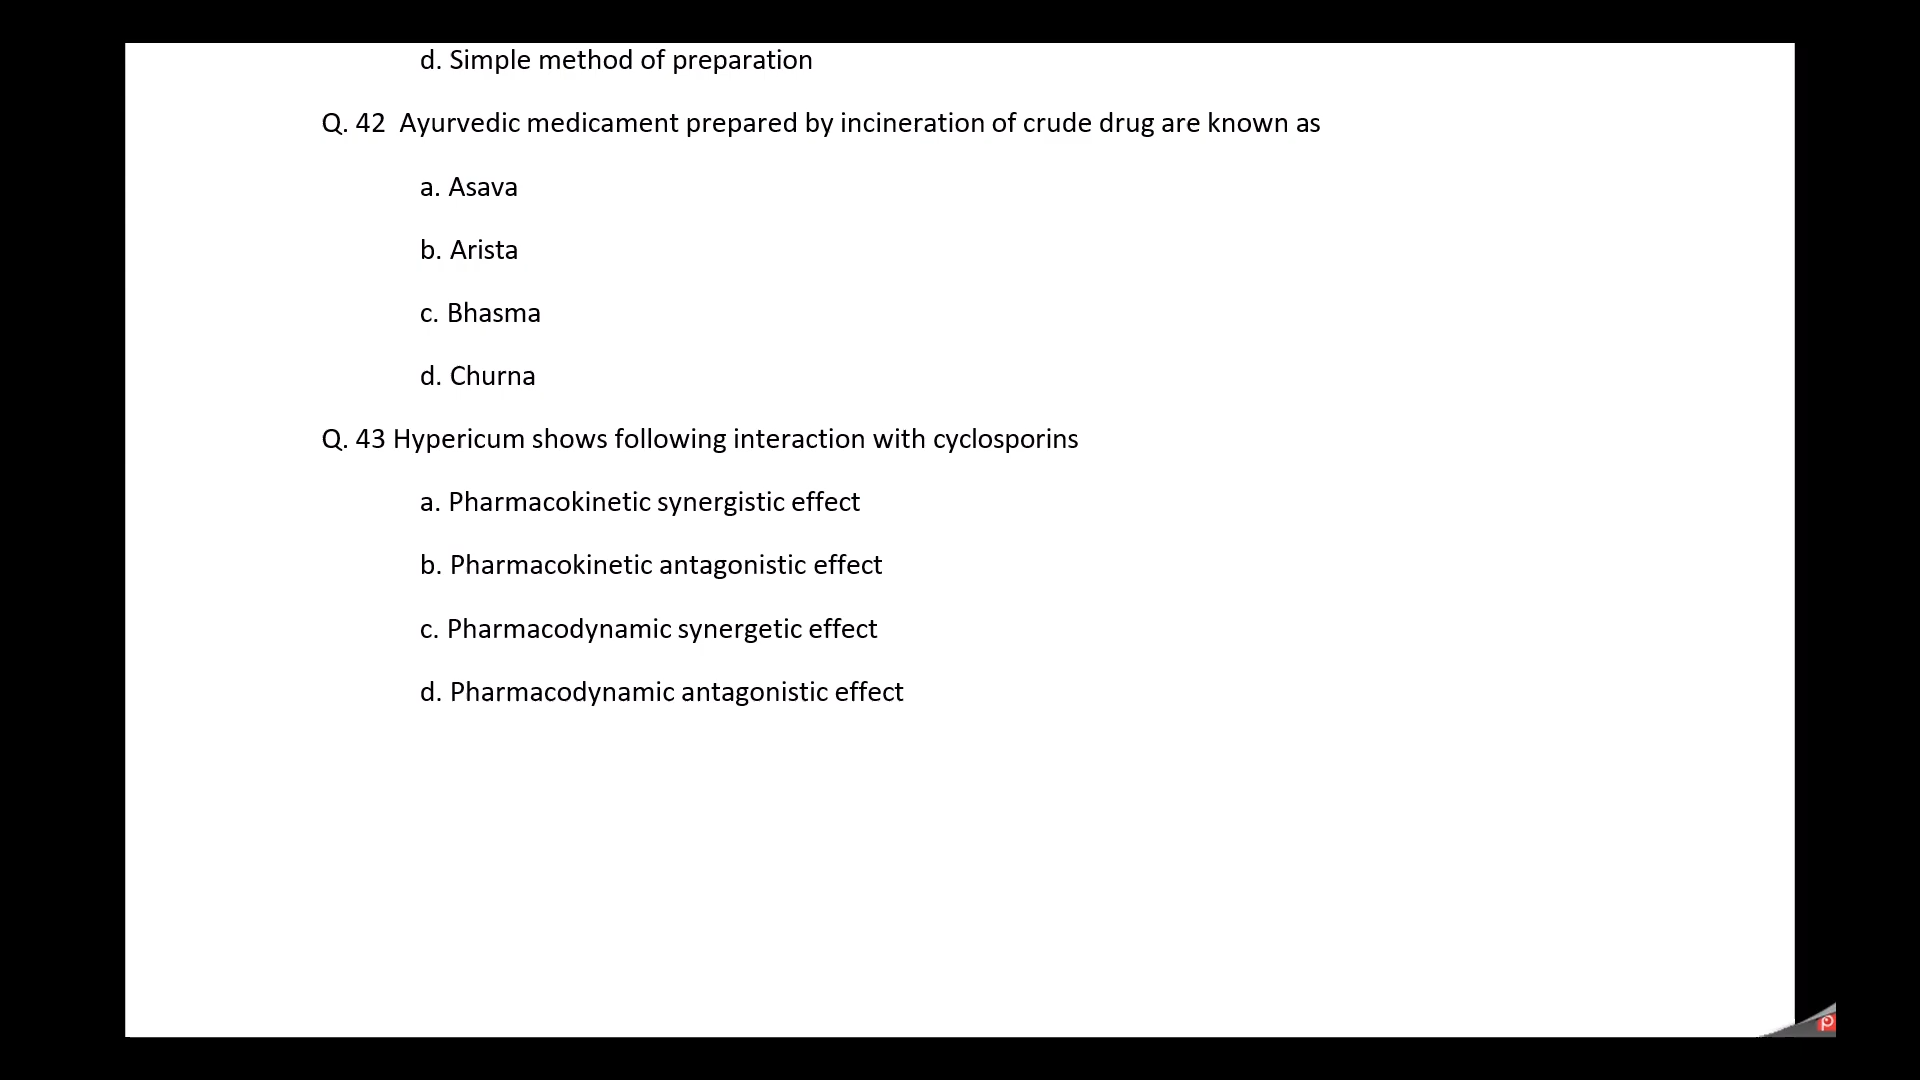 d. Simple method of preparation
Q. 42  Ayurvedic medicament prepared by incineration of crude drug are known as
a. Asava
b. Arista
c. Bhasma
d. Churna
Q. 43 Hypericum shows following interaction with cyclosporins
a. Pharmacokinetic synergistic effect
b. Pharmacokinetic antagonistic effect
c. Pharmacodynamic synergetic effect
d. Pharmacodynamic antagonistic effect